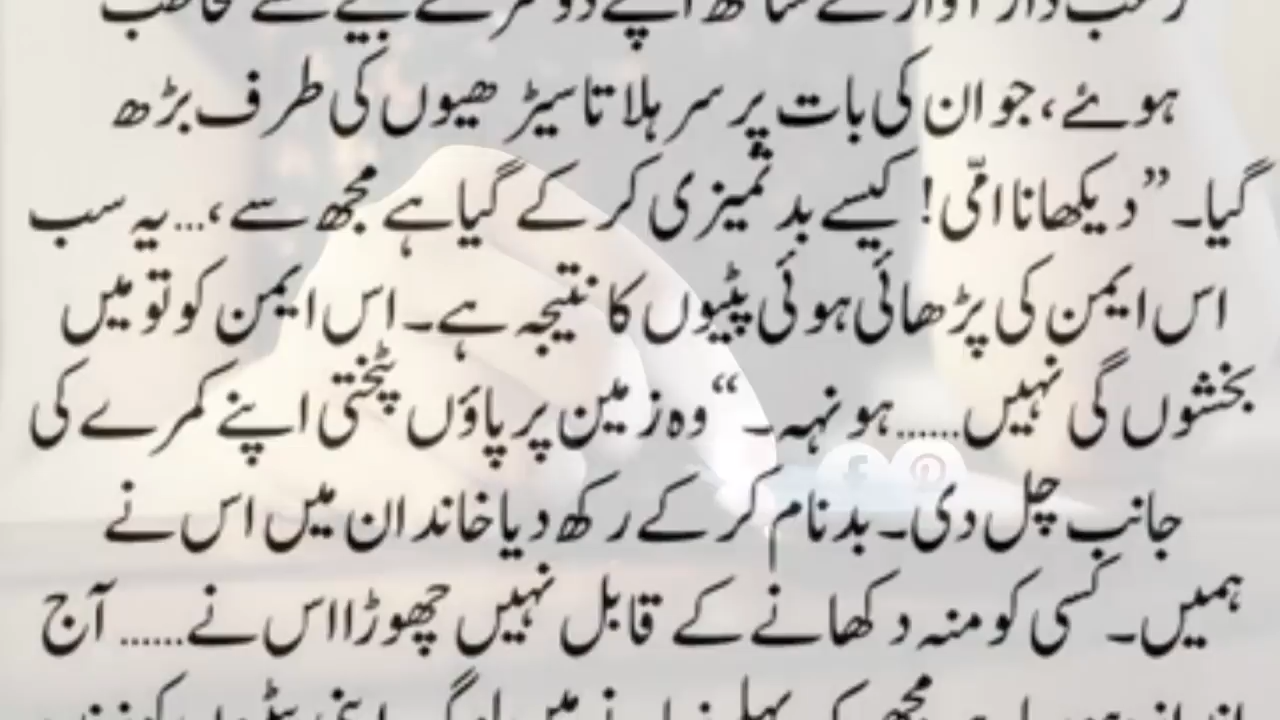 ہوئے، جو ان کی بات پر سر ہلاتا سیڑھیوں کی طرف بڑھ
گیا۔ ”دیکھا نا امّی! کیسے بدتمیزی کر کے گیا ہے مجھ سے،... یہ سب
اس ایمن کی پڑھائی ہوئی پٹیوں کا نتیجہ ہے۔ اس ایمن کو تو میں
بخشوں گی نہیں...... ہونہہ۔“ وہ زمین پر پاؤں پٹختی اپنے کمرے کی
جانب چل دی۔ بدنام کر کے رکھ دیا خاندان میں اس نے
ہمیں۔ کسی کو منہ دکھانے کے قابل نہیں چھوڑا اس نے...... آج